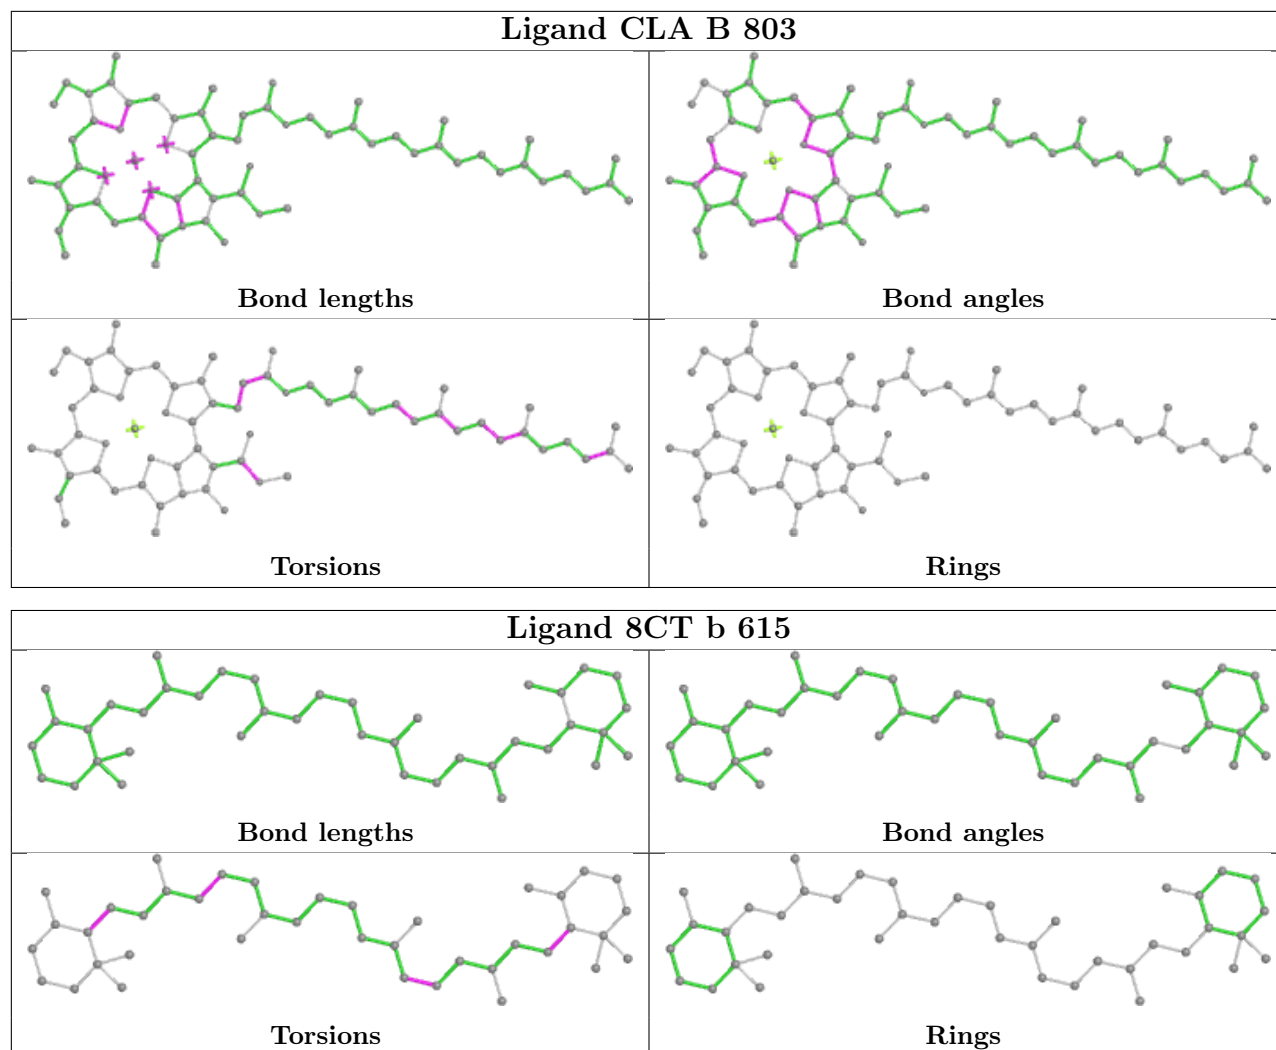 Ligand CLA B 803
Bond lengths
Bond angles
Torsions
Rings
Ligand 8CT b 615
Bond lengths
Bond angles
Torsions
Rings